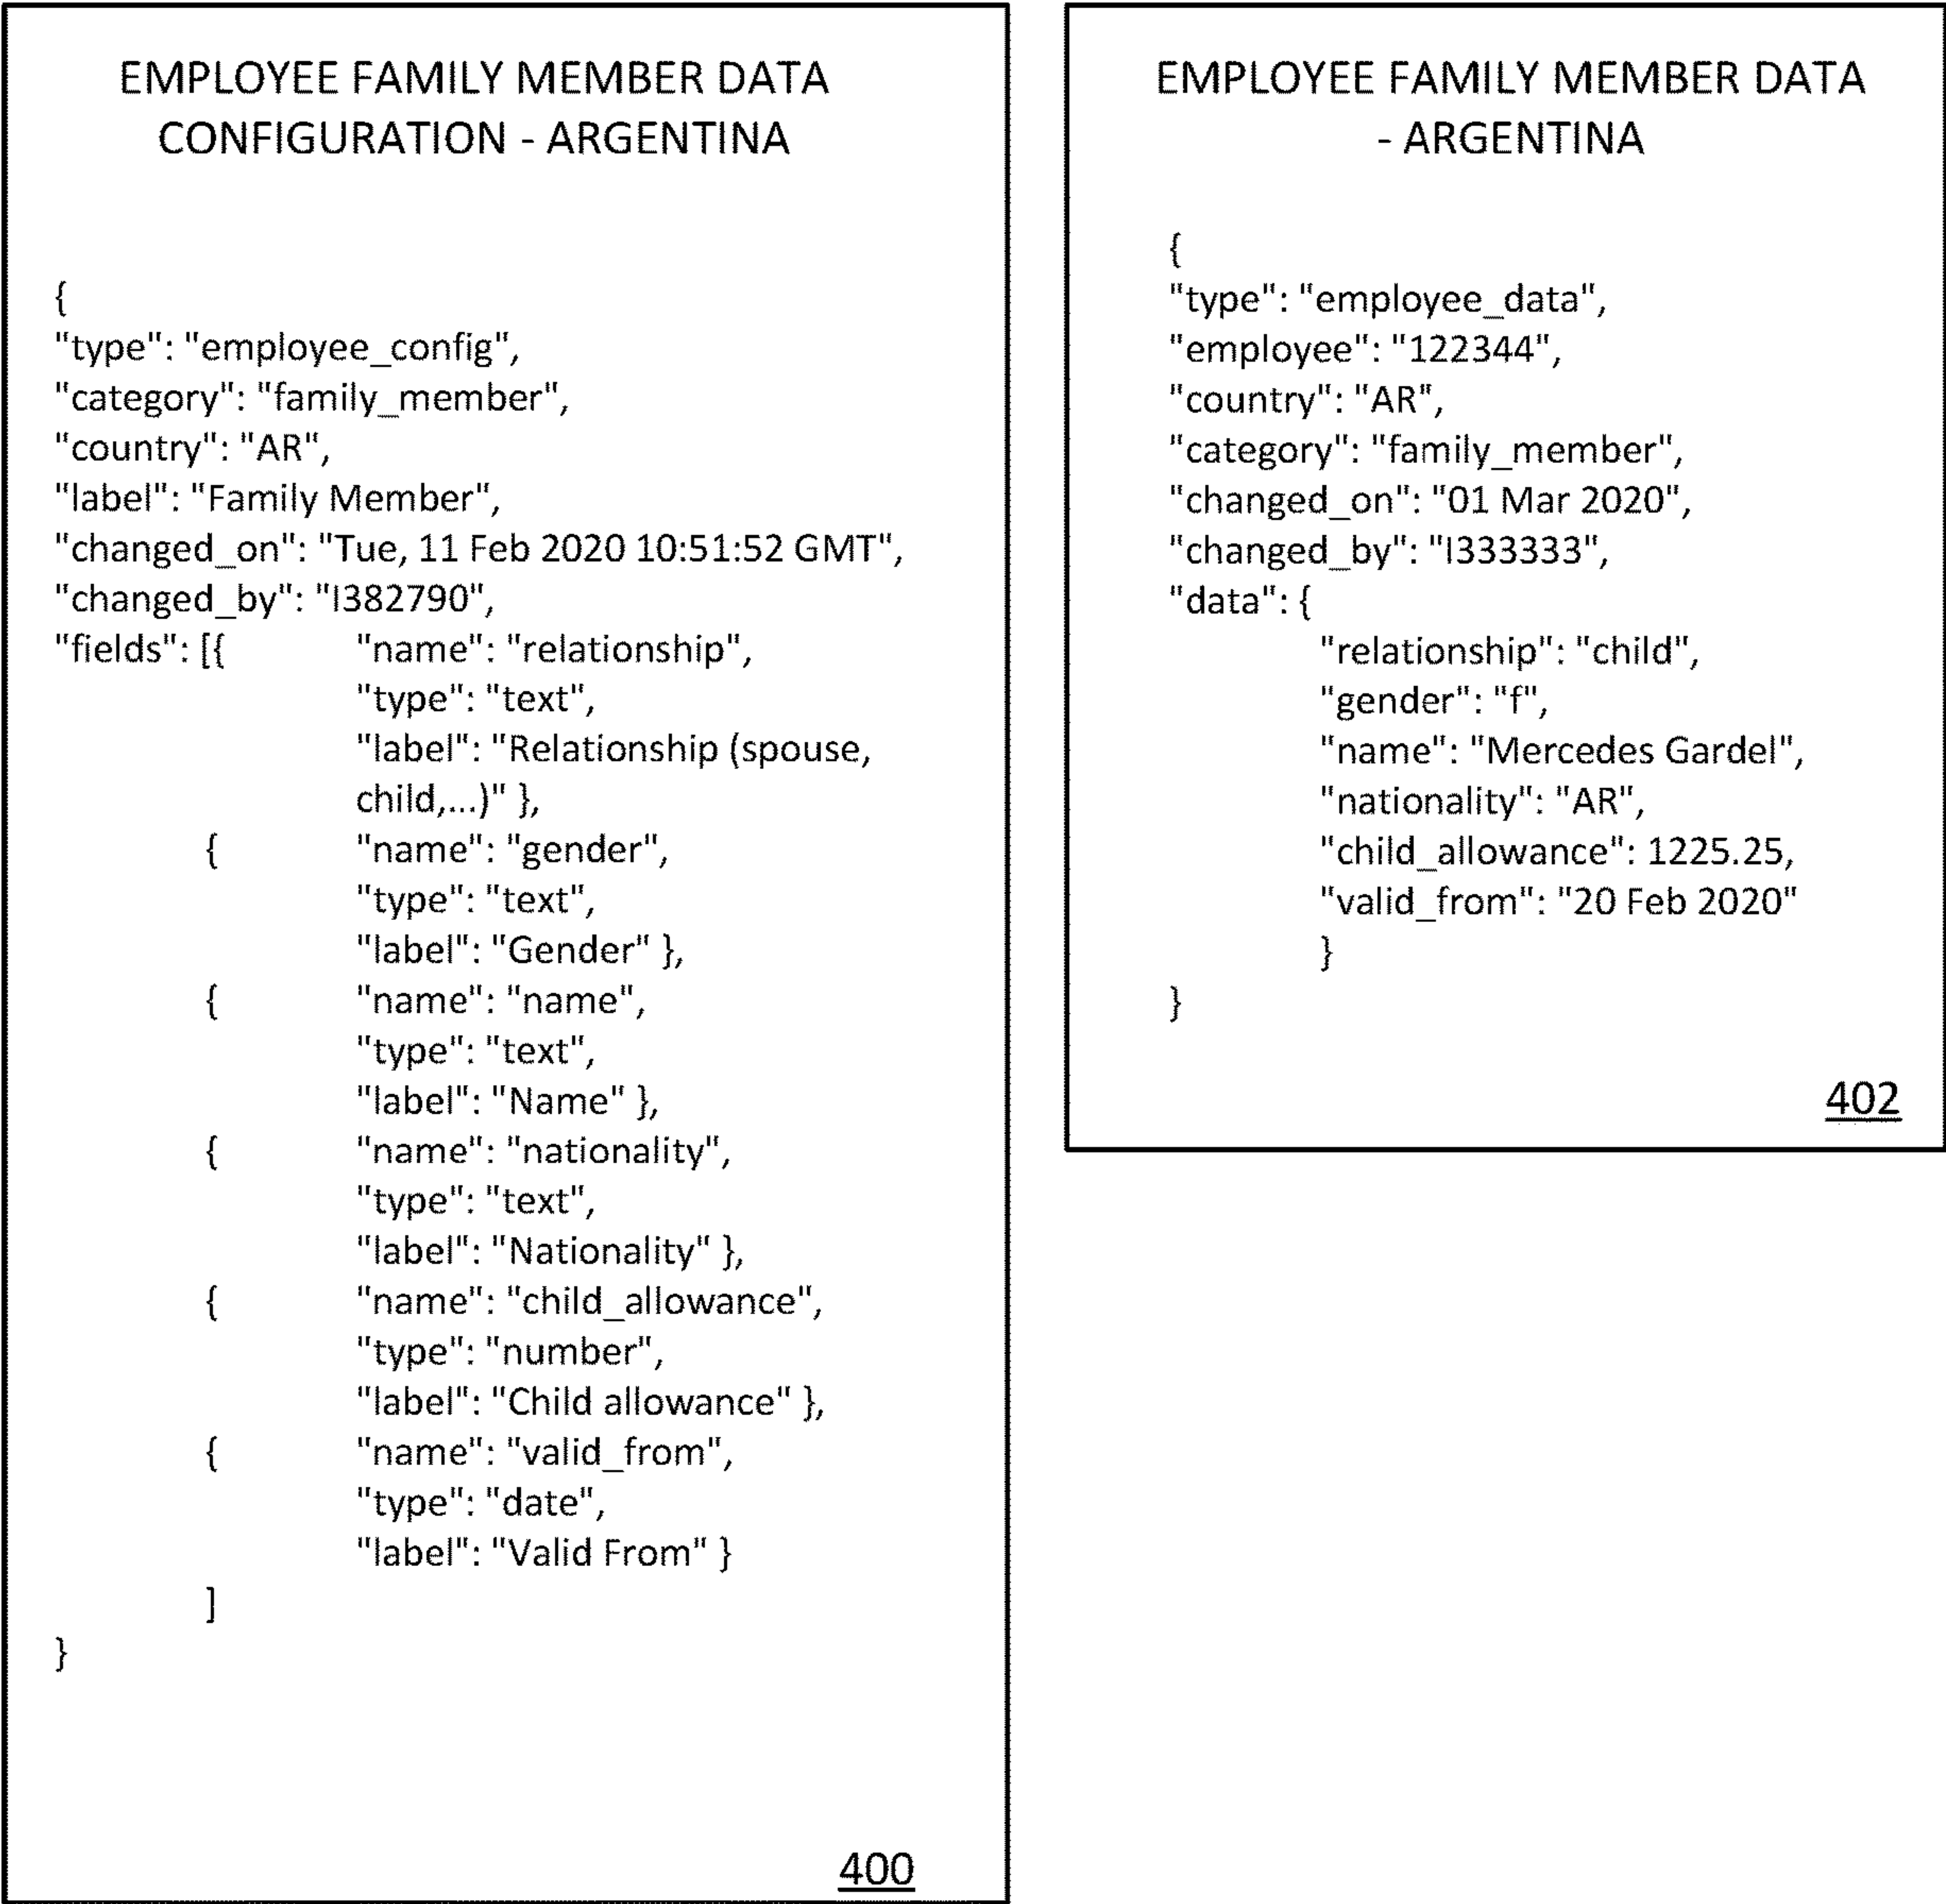 EMPLOYEE FAMILY MEMBER DATA
CONFIGURATION - ARGENTINA
{
"type": "employee_config",
"category": "family_member",
"country": "AR",
"label": "Family Member",
"changed_on": "Tue, 11 Feb 2020 10:51:52 GMT",
"changed_by": "I382790",
"fields": [{ "name": "relationship",
"type": "text",
"label": "Relationship (spouse,
child,...)" },
{ "name": "gender",
"type": "text",
"label": "Gender" },
{ "name": "name",
"type": "text",
"label": "Name" },
{ "name": "nationality",
"type": "text",
"label": "Nationality" },
{ "name": "child_allowance",
"type": "number",
"label": "Child allowance" },
{ "name": "valid_from",
"type": "date",
"label": "Valid From" }
]
}
400
EMPLOYEE FAMILY MEMBER DATA
- ARGENTINA
{
"type": "employee_data",
"employee": "122344",
"country": "AR",
"category": "family_member",
"changed_on": "01 Mar 2020",
"changed_by": "I333333",
"data": {
"relationship": "child",
"gender": "f",
"name": "Mercedes Gardel",
"nationality": "AR",
"child_allowance": 1225.25,
"valid_from": "20 Feb 2020"
}
}
402